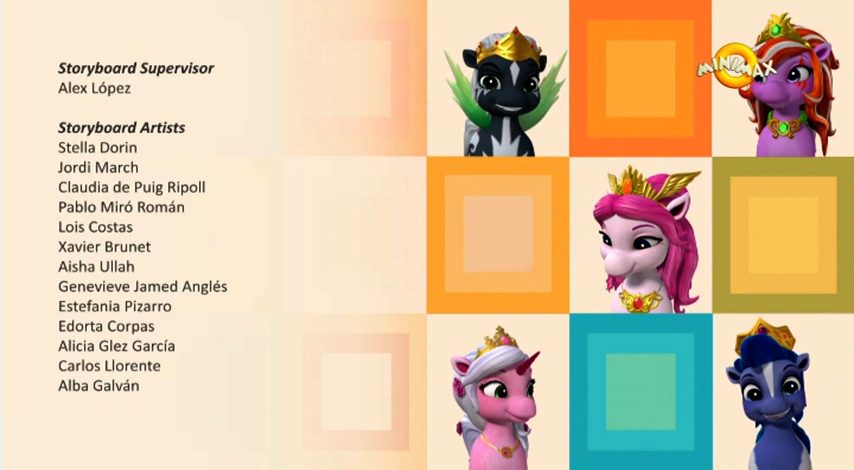 Storyboard Supervisor
Alex López
Storyboard Artists
Stella Dorin
Jordi March
Claudia de Puig Ripoll
Pablo Miró Román
Lois Costas
Xavier Brunet
Aisha Ullah
Genevieve Jamed Anglés
Estefania Pizarro
Edorta Corpas
Alicia Glez García
Carlos Llorente
Alba Galván
MINIMAX